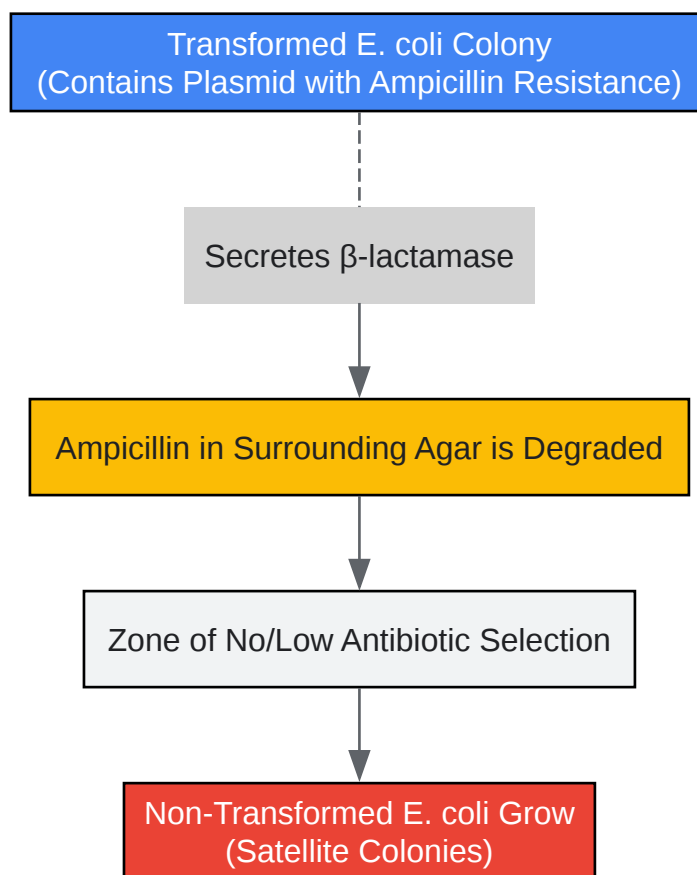 Transformed E. coli Colony
(Contains Plasmid with Ampicillin Resistance)
Secretes β-lactamase
Ampicillin in Surrounding Agar is Degraded
Zone of No/Low Antibiotic Selection
Non-Transformed E. coli Grow
(Satellite Colonies)